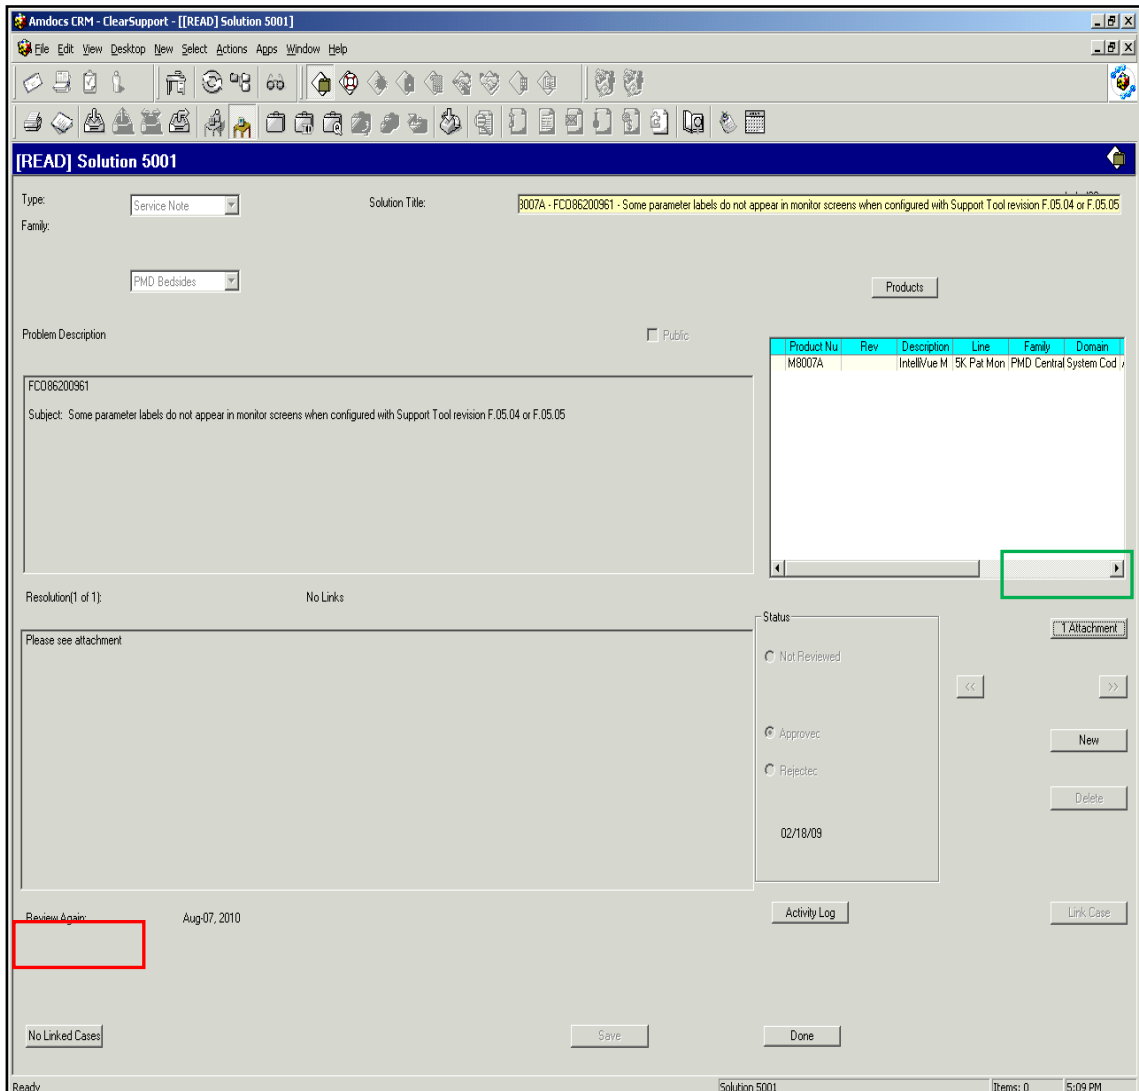 Amdocs CRM - ClearSupport - [[READ] Solution 5001]
File Edit View Desktop New Select Actions Apps Window Help
[READ] Solution 5001
Type:
Service Note
Solution Title:
3007A - FCO86200961 - Some parameter labels do not appear in monitor screens when configured with Support Tool revision F.05.04 or F.05.05
Family:
PMD Bedsides
Products
Problem Description
Public
Product Nu Rev Description Line Family Domain
M8007A IntelliVue M 5K Pat Mon PMD Central System Cod
FCO86200961
Subject: Some parameter labels do not appear in monitor screens when configured with Support Tool revision F.05.04 or F.05.05
Resolution(1 of 1):
No Links
Please see attachment
Status
1 Attachment
Not Reviewed
<< >>
Approvec
New
Rejectec
Delete
02/18/09
Review Again:
Aug-07, 2010
Activity Log
Link Case
No Linked Cases
Save
Done
Ready
Solution 5001
Items: 0
5:09 PM